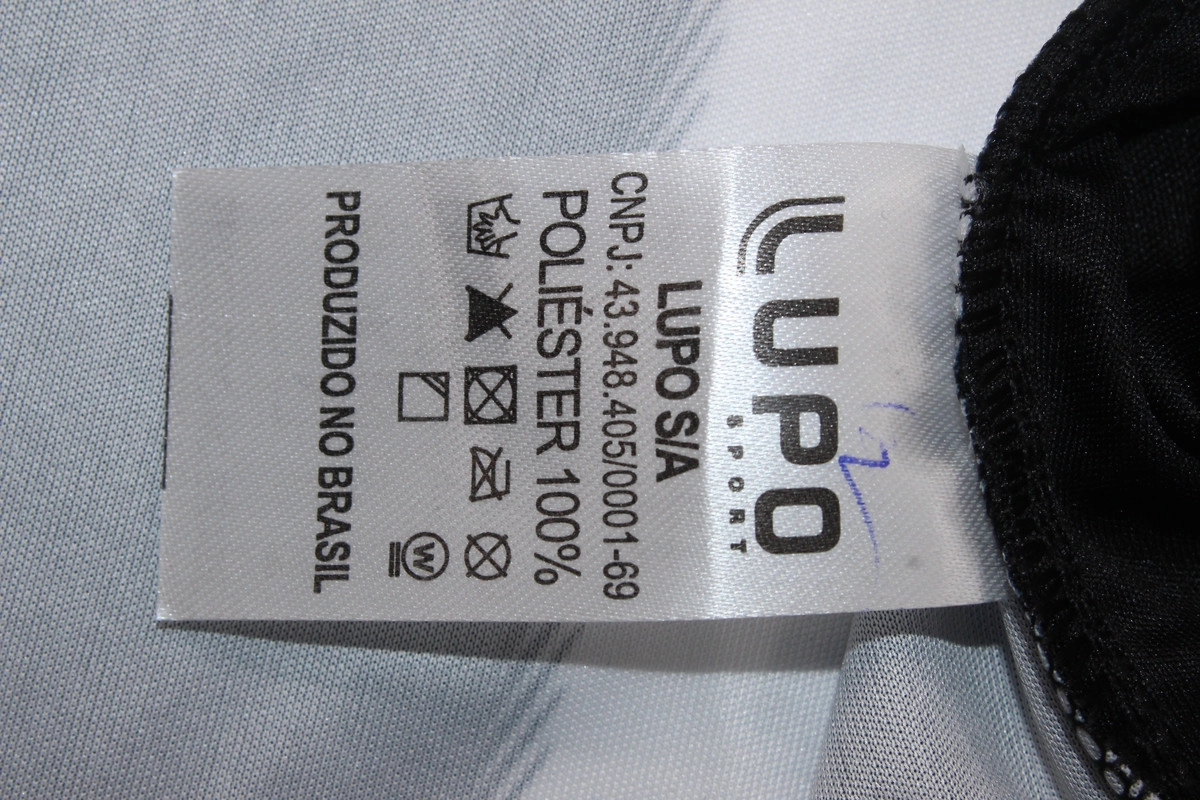 LUPO
SPORT
LUPO S/A
CNPJ: 43.948.405/0001-69
POLIÉSTER 100%
W
PRODUZIDO NO BRASIL